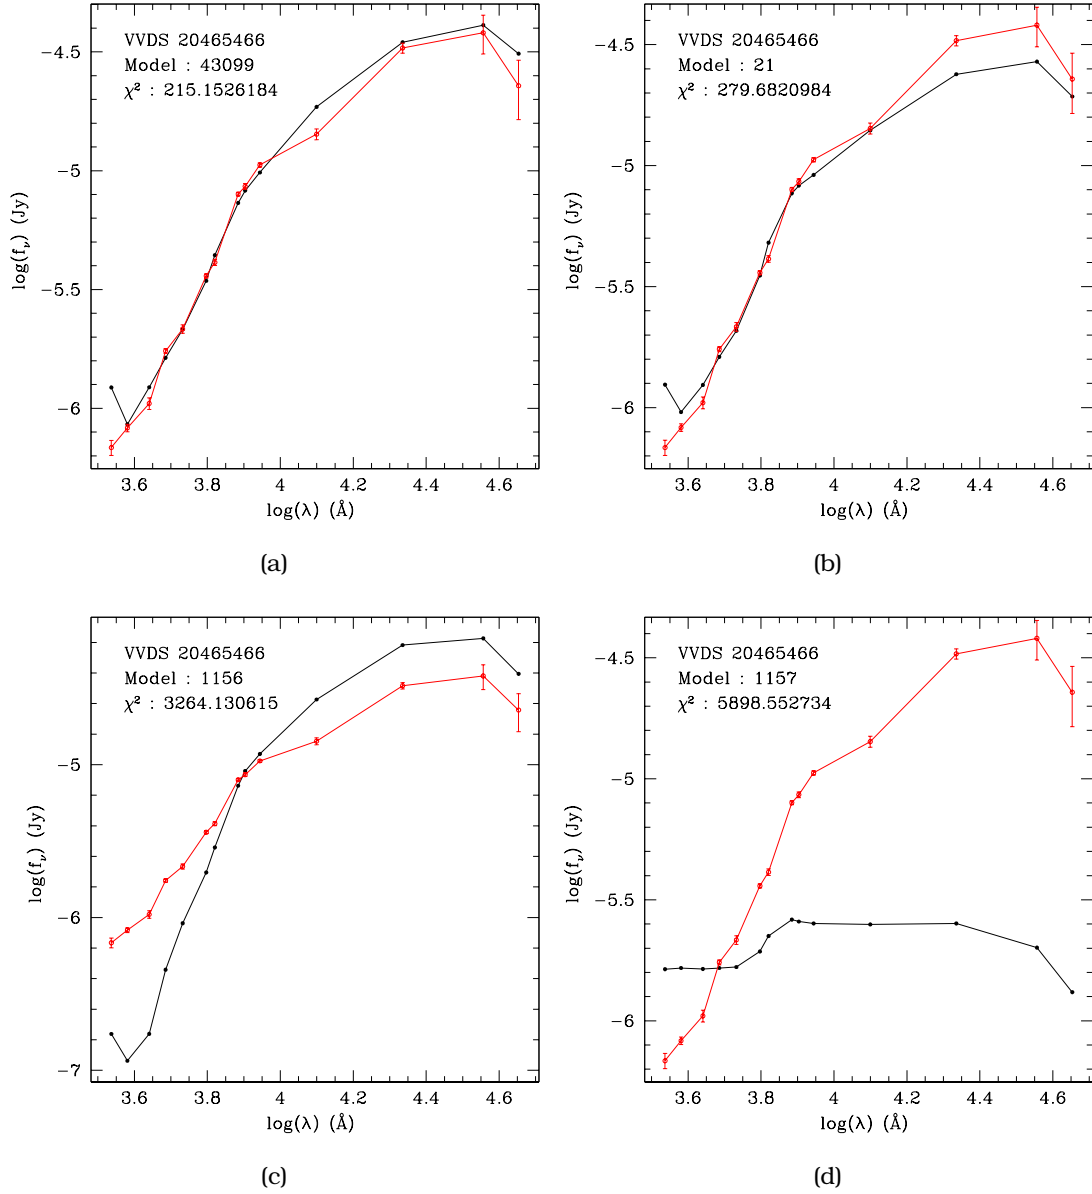 VVDS 20465466
Model : 43099
χ² : 215.1526184
−4.5
−5
−5.5
−6
log(fν) (Jy)
3.6 3.8 4 4.2 4.4 4.6
log(λ) (Å)
(a)
VVDS 20465466
Model : 21
χ² : 279.6820984
−4.5
−5
−5.5
−6
log(fν) (Jy)
3.6 3.8 4 4.2 4.4 4.6
log(λ) (Å)
(b)
VVDS 20465466
Model : 1156
χ² : 3264.130615
−5
−6
−7
log(fν) (Jy)
3.6 3.8 4 4.2 4.4 4.6
log(λ) (Å)
(c)
VVDS 20465466
Model : 1157
χ² : 5898.552734
−4.5
−5
−5.5
−6
log(fν) (Jy)
3.6 3.8 4 4.2 4.4 4.6
log(λ) (Å)
(d)